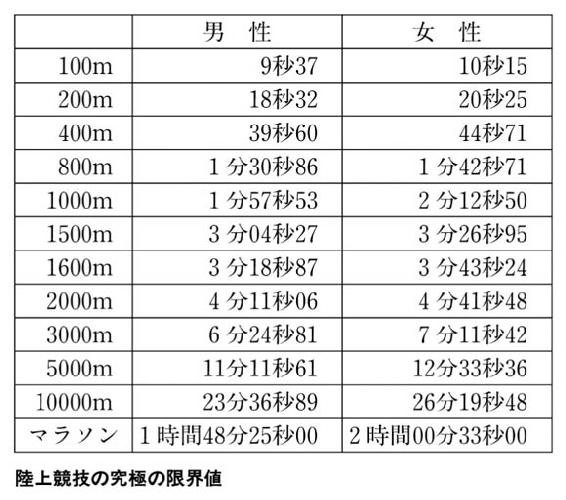 男 性 女 性
100m 9秒37 10秒15
200m 18秒32 20秒25
400m 39秒60 44秒71
800m 1分30秒86 1分42秒71
1000m 1分57秒53 2分12秒50
1500m 3分04秒27 3分26秒95
1600m 3分18秒87 3分43秒24
2000m 4分11秒06 4分41秒48
3000m 6分24秒81 7分11秒42
5000m 11分11秒61 12分33秒36
10000m 23分36秒89 26分19秒48
マラソン 1時間48分25秒00 2時間00分33秒00
陸上競技の究極の限界値